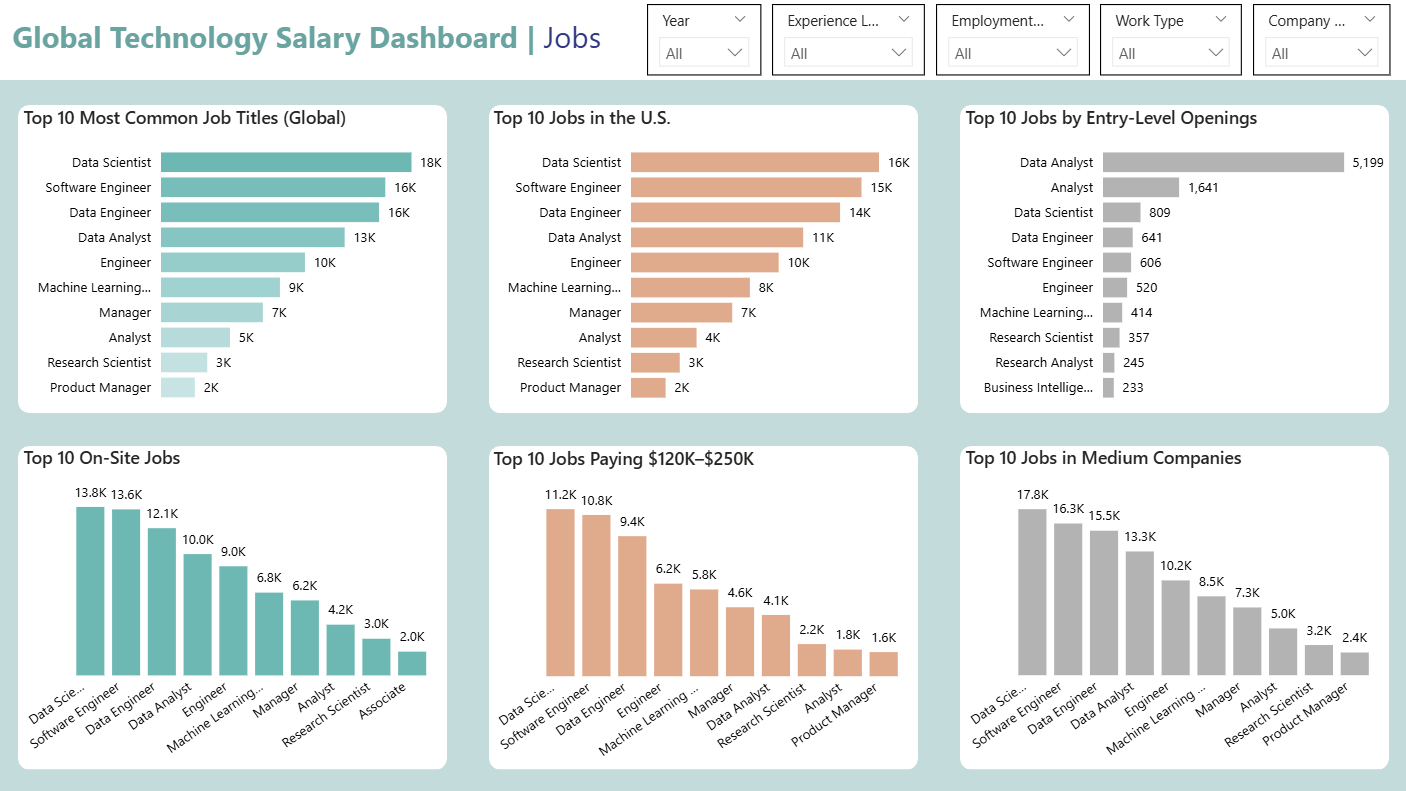 Global Technology Salary Dashboard | Jobs
Year
All
Experience L...
All
Employment...
All
Work Type
All
Company ...
All
Top 10 Most Common Job Titles (Global)
Data Scientist 18K
Software Engineer 16K
Data Engineer 16K
Data Analyst 13K
Engineer 10K
Machine Learning... 9K
Manager 7K
Analyst 5K
Research Scientist 3K
Product Manager 2K
Top 10 Jobs in the U.S.
Data Scientist 16K
Software Engineer 15K
Data Engineer 14K
Data Analyst 11K
Engineer 10K
Machine Learning... 8K
Manager 7K
Analyst 4K
Research Scientist 3K
Product Manager 2K
Top 10 Jobs by Entry-Level Openings
Data Analyst 5,199
Analyst 1,641
Data Scientist 809
Data Engineer 641
Software Engineer 606
Engineer 520
Machine Learning... 414
Research Scientist 357
Research Analyst 245
Business Intellige... 233
Top 10 On-Site Jobs
13.8K 13.6K 12.1K 10.0K 9.0K 6.8K 6.2K 4.2K 3.0K 2.0K
Data Scie...
Software Engineer
Data Engineer
Data Analyst
Engineer
Machine Learning...
Manager
Analyst
Research Scientist
Associate
Top 10 Jobs Paying $120K–$250K
11.2K 10.8K 9.4K 6.2K 5.8K 4.6K 4.1K 2.2K 1.8K 1.6K
Data Scie...
Software Engineer
Data Engineer
Engineer
Machine Learning ...
Manager
Data Analyst
Research Scientist
Analyst
Product Manager
Top 10 Jobs in Medium Companies
17.8K 16.3K 15.5K 13.3K 10.2K 8.5K 7.3K 5.0K 3.2K 2.4K
Data Scie...
Software Engineer
Data Engineer
Data Analyst
Engineer
Machine Learning ...
Manager
Analyst
Research Scientist
Product Manager